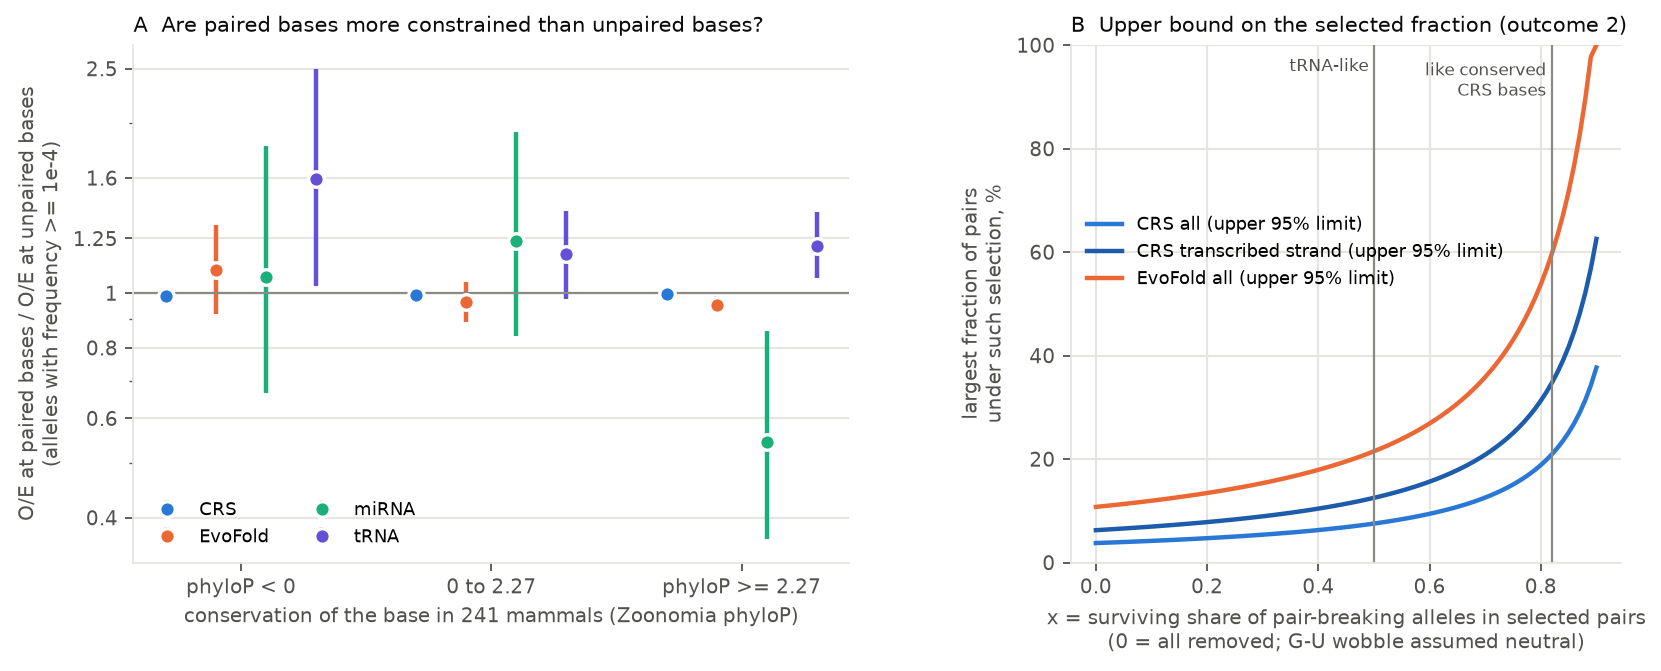 A Are paired bases more constrained than unpaired bases?
O/E at paired bases / O/E at unpaired bases
(alleles with frequency >= 1e-4)
2.5
1.6
1.25
1
0.8
0.6
0.4
CRS
EvoFold
miRNA
tRNA
phyloP < 0
0 to 2.27
phyloP >= 2.27
conservation of the base in 241 mammals (Zoonomia phyloP)
B Upper bound on the selected fraction (outcome 2)
largest fraction of pairs
under such selection, %
100
80
60
40
20
0
tRNA-like
like conserved
CRS bases
CRS all (upper 95% limit)
CRS transcribed strand (upper 95% limit)
EvoFold all (upper 95% limit)
0.0
0.2
0.4
0.6
0.8
x = surviving share of pair-breaking alleles in selected pairs
(0 = all removed; G-U wobble assumed neutral)